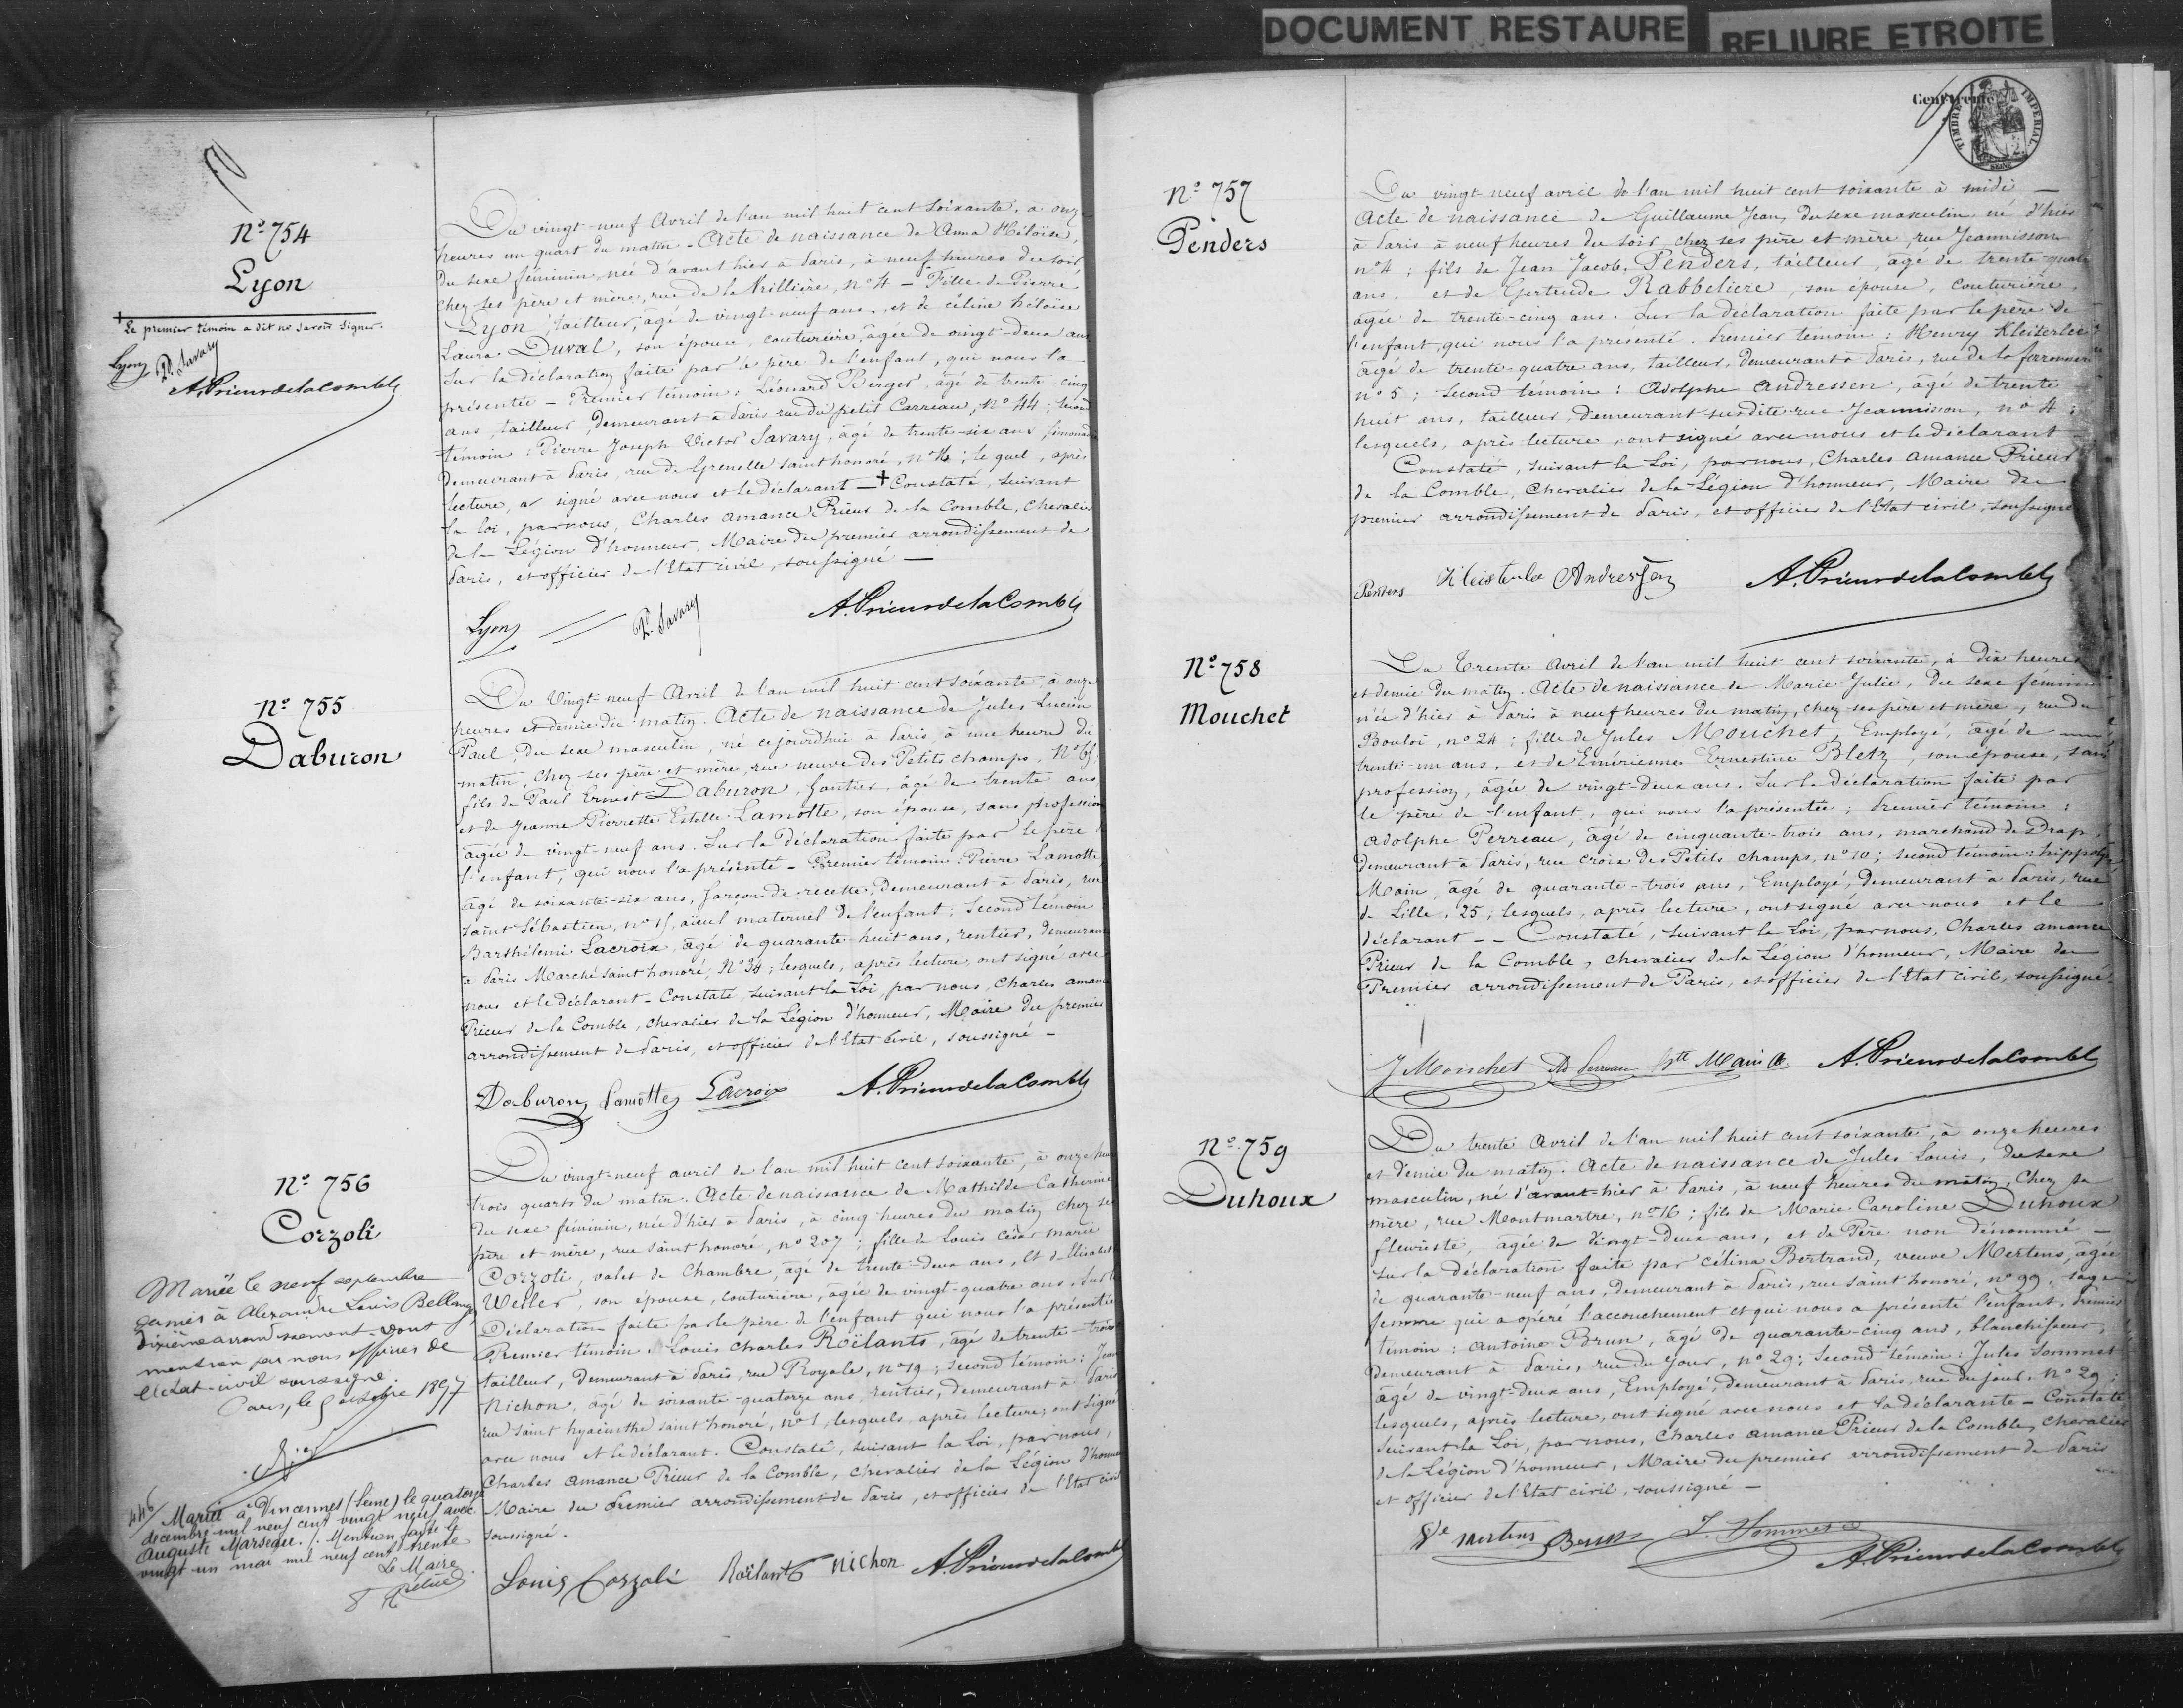 DOCUMENT RESTAURE
RELIURE ETROITE
Nº 754
Lyon
Le premier témoin a dit ne savoir signer.
Lyon P. Savary
A. Prieurdelacomble
Du vingt-neuf Avril de l'an mil huit cent soixante, à onze
heures un quart du matin - Acte de naissance de Anna Héloïse,
du sexe féminin, née d'avant hier à Paris, à neuf heures du soir
chez ses père et mère, rue de la Vrillière, nº 4 - Fille de Pierre
Lyon, tailleur, âgé de vingt-neuf ans, et de céline héloïse
Laura Duval, son épouse, couturière, âgée de vingt-deux ans
Sur la déclaration faite par le père de l'enfant, qui nous l'a
présentée - Premier témoin: Léonard Berger, âgé de trente-cinq
ans, tailleur, demeurant à Paris rue du petit Carreau, Nº 44; second
témoin: Pierre Joseph Victor Savary, âgé de trente-six ans,
demeurant à Paris, rue de Grenelle saint honoré, nº 16; le quel, après
lecture, a signé avec nous et le déclarant - + Constaté, suivant
la loi, par nous, Charles Amance Prieur de la Comble, Chevalier
de la Légion d'honneur, Maire du premier arrondissement de
Paris, et officier de l'Etat civil, soussigné -
Lyon P. Savary A. Prieurdelacomble
Nº 755
Daburon
Du Vingt-neuf Avril de l'an mil huit cent soixante à onze
heures et demie du matin. Acte de naissance de Jules Lucien
Paul, du sexe masculin, né cejourdhui à Paris à une heure du
matin, chez ses père et mère, rue neuve des Petits champs,
fils de Paul Ernest Daburon, gantier, âgé de trente ans
et de Jeanne Pierrette Estelle Lamotte, son épouse, sans profession
âgée de vingt-neuf ans. Sur la déclaration faite par le père
l'enfant, qui nous l'a présenté - Premier témoin: Pierre Lamotte
âgé de soixante-six ans, garçon de recette, demeurant à Paris, rue
saint Sébastien, aïeul maternel de l'enfant; Second témoin
Barthélemi Lacroix, âgé de quarante-huit ans, rentier, demeurant
à Paris Marché saint honoré, Nº 34; lesquels, après lecture, ont signé avec
nous et le déclarant - Constaté, suivant la Loi, par nous, Charles amance
Prieur de la Comble, chevalier de la Légion d'honneur, Maire du premier
arrondissement de Paris, et officier de l'Etat Civil, soussigné -
Daburon Lamotte Lacroix A. Prieurdelacomble
Nº 756
Corzoli
Mariée le neuf septembre
dernier à Alexandre Louis Bellanger
dixième arrondissement - dont
mention par nous officier de
l'état-civil soussigné.
Paris, le 5 octobre 1897
446 / Mariée à Vincennes (Seine) le quatorze
decembre mil neuf cent vingt neuf avec
Auguste Marseau. /. Mention faite le
vingt un mai mil neuf cent trente
Le Maire
Du vingt-neuf avril de l'an mil huit cent soixante, à onze heures
trois quarts du matin. Acte de naissance de Mathilde Catherine
du sexe féminin, née d'hier à Paris, à cinq heures du matin chez ses
père et mère, rue saint honoré, nº 207; fille de Louis César marie
Corzoli, valet de Chambre, âgé de trente-deux ans, et de Elisabeth
Weiler, son épouse, couturière, âgée de vingt-quatre ans. Sur la
Déclaration faite par le père de l'enfant qui nous l'a présentée
Premier témoin. Louis Charles Roïlants, âgé de trente-trois
tailleur, demeurant à Paris, rue Royale, nº 19; Second témoin: Jean
Nichon, âgé de soixante-quatorze ans, rentier, demeurant à Paris
rue saint hyacinthe saint honoré, nº 1, lesquels, après lecture, ont signé
avec nous et le déclarant. Constaté, suivant la Loi, par nous,
Charles amance Prieur de la Comble, chevalier de la Légion d'honneur
Maire du Premier arrondissement de Paris, et officier de l'Etat civil
soussigné.
Louis Corzoli Roïlants Nichon A. Prieurdelacomble
Cent trente
TIMBRE IMPERIAL
Nº 757
Penders
Du vingt-neuf avril de l'an mil huit cent soixante à midi -
Acte de naissance de Guillaume Jean, du sexe masculin né d'hier
à Paris à neuf heures du soir chez ses père et mère, rue Jeannisson
nº 4; fils de Jean Jacob, Penders, tailleur, âgé de trente-quatre
ans, et de Gertrude Rabbeliere, son épouse, couturière,
âgée de trente-cinq ans. Sur la déclaration faite par le père de
l'enfant, qui nous l'a présenté. Premier témoin: Henry Kleisterlee
âgé de trente-quatre ans, tailleur, demeurant à Paris, rue de la ferronnerie
nº 5; Second témoin: Adolphe Andressen, âgé de trente
huit ans, tailleur, demeurant susdite rue Jeannisson, nº 4;
lesquels, après lecture, ont signé avec nous et le déclarant -
Constaté, suivant la Loi, par nous, Charles Amance Prieur
de la Comble, Chevalier de la Légion d'honneur, Maire du
premier arrondissement de Paris, et officier de l'Etat civil, soussigné
Penders Kleisterlee Andressen A. Prieurdelacomble
Nº 758
Mouchet
Du Trente Avril de l'an mil huit cent soixante, à Dix heures
et demie du matin. Acte de naissance de Marie Julie, du sexe féminin
née d'hier à Paris à neuf heures du matin, chez ses père et mère, rue du
Bouloi, nº 24; fille de Jules Mouchet, Employé, âgé de
trente-un ans, et de Emérienne Ernestine Bletz, son épouse, sans
profession, âgée de vingt-deux ans. Sur la déclaration faite par
le père de l'enfant, qui nous l'a présentée; Premier témoin:
Adolphe Perreau, âgé de cinquante-trois ans, marchand de Drap,
demeurant à Paris, rue croix des Petits champs, nº 10; second témoin: hippolyte
Main, âgé de quarante-trois ans, Employé, demeurant à Paris, rue
de Lille, 25; lesquels, après lecture, ont signé avec nous et le
déclarant - - Constaté, suivant la Loi, par nous, Charles amance
Prieur de la Comble, chevalier de la Légion d'honneur, Maire du
Premier arrondissement de Paris, et officier de l'Etat civil, soussigné.
J Mouchet Ad Perreau Hte Main A. Prieurdelacomble
Nº 759
Duhoux
Du trente Avril de l'an mil huit cent soixante, à onze heures
et demie du matin. Acte de naissance de Jules Louis, du sexe
masculin, né d'avant-hier à Paris, à neuf heures du matin, Chez sa
mère, rue Montmartre, nº 16; fils de Marie Caroline Duhoux
fleuriste, âgée de Vingt-Deux ans, et de Père non dénommé -
Sur la déclaration faite par célina Bertrand, veuve Mertens, âgée
de quarante-neuf ans, demeurant à Paris, rue saint honoré, nº 99, sage
femme qui a opéré l'accouchement et qui nous a présenté l'enfant. Premier
témoin: Antoine Brun, âgé de quarante-cinq ans, blanchisseur,
demeurant à Paris, rue du Jour, nº 29; Second témoin: Jules Sommet
âgé de vingt-deux ans, Employé, demeurant à Paris, rue du jour, nº 29;
lesquels, après lecture, ont signé avec nous et la déclarante - Constaté
suivant la Loi, par nous, Charles amance Prieur de la Comble, chevalier
de la Légion d'honneur, Maire du premier arrondissement de Paris
et officier de l'Etat civil, soussigné -
Ve Mertens Brun J. Sommet A. Prieurdelacomble